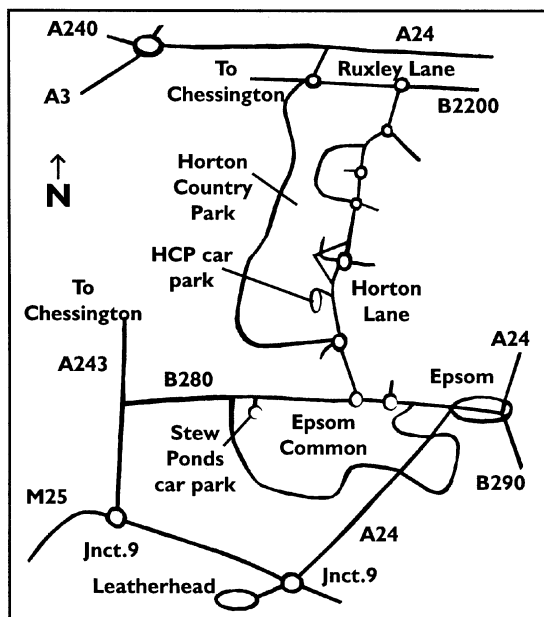 A240
A24
To
Chessington
Ruxley Lane
A3
B2200
N
Horton
Country
Park
HCP car
park
Horton
Lane
To
Chessington
A243
A24
B280
Epsom
Stew
Ponds
car park
Epsom
Common
B290
M25
A24
Jnct.9
Jnct.9
Leatherhead